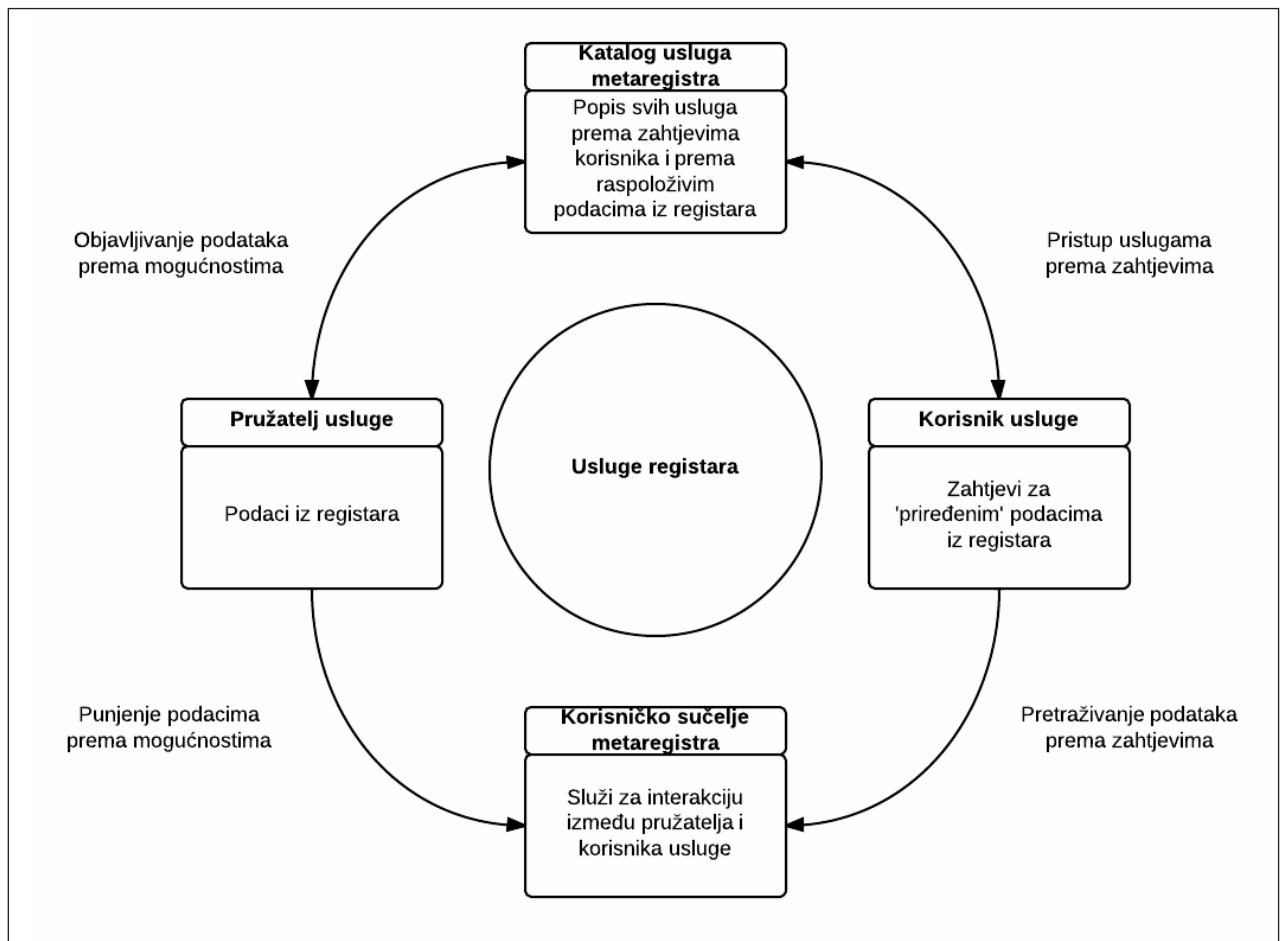 Katalog usluga
metaregistra
Popis svih usluga
prema zahtjevima
korisnika i prema
raspoloživim
podacima iz registara
Objavljivanje podataka
prema mogućnostima
Pristup uslugama
prema zahtjevima
Pružatelj usluge
Podaci iz registara
Usluge registara
Korisnik usluge
Zahtjevi za
'priređenim' podacima
iz registara
Punjenje podacima
prema mogućnostima
Korisničko sučelje
metaregistra
Služi za interakciju
između pružatelja i
korisnika usluge
Pretraživanje podataka
prema zahtjevima